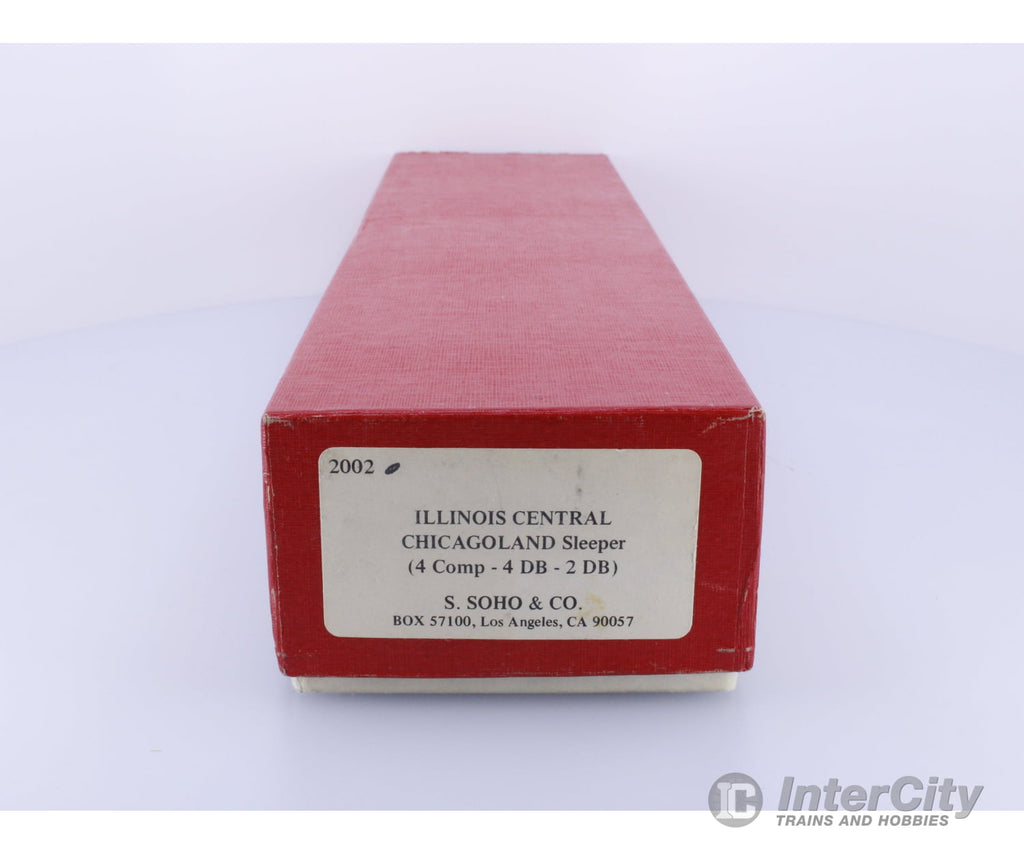 2002
ILLINOIS CENTRAL
CHICAGOLAND Sleeper
(4 Comp - 4 DB - 2 DB)
S. SOHO & CO.
BOX 57100, Los Angeles, CA 90057
InterCity
TRAINS AND HOBBIES